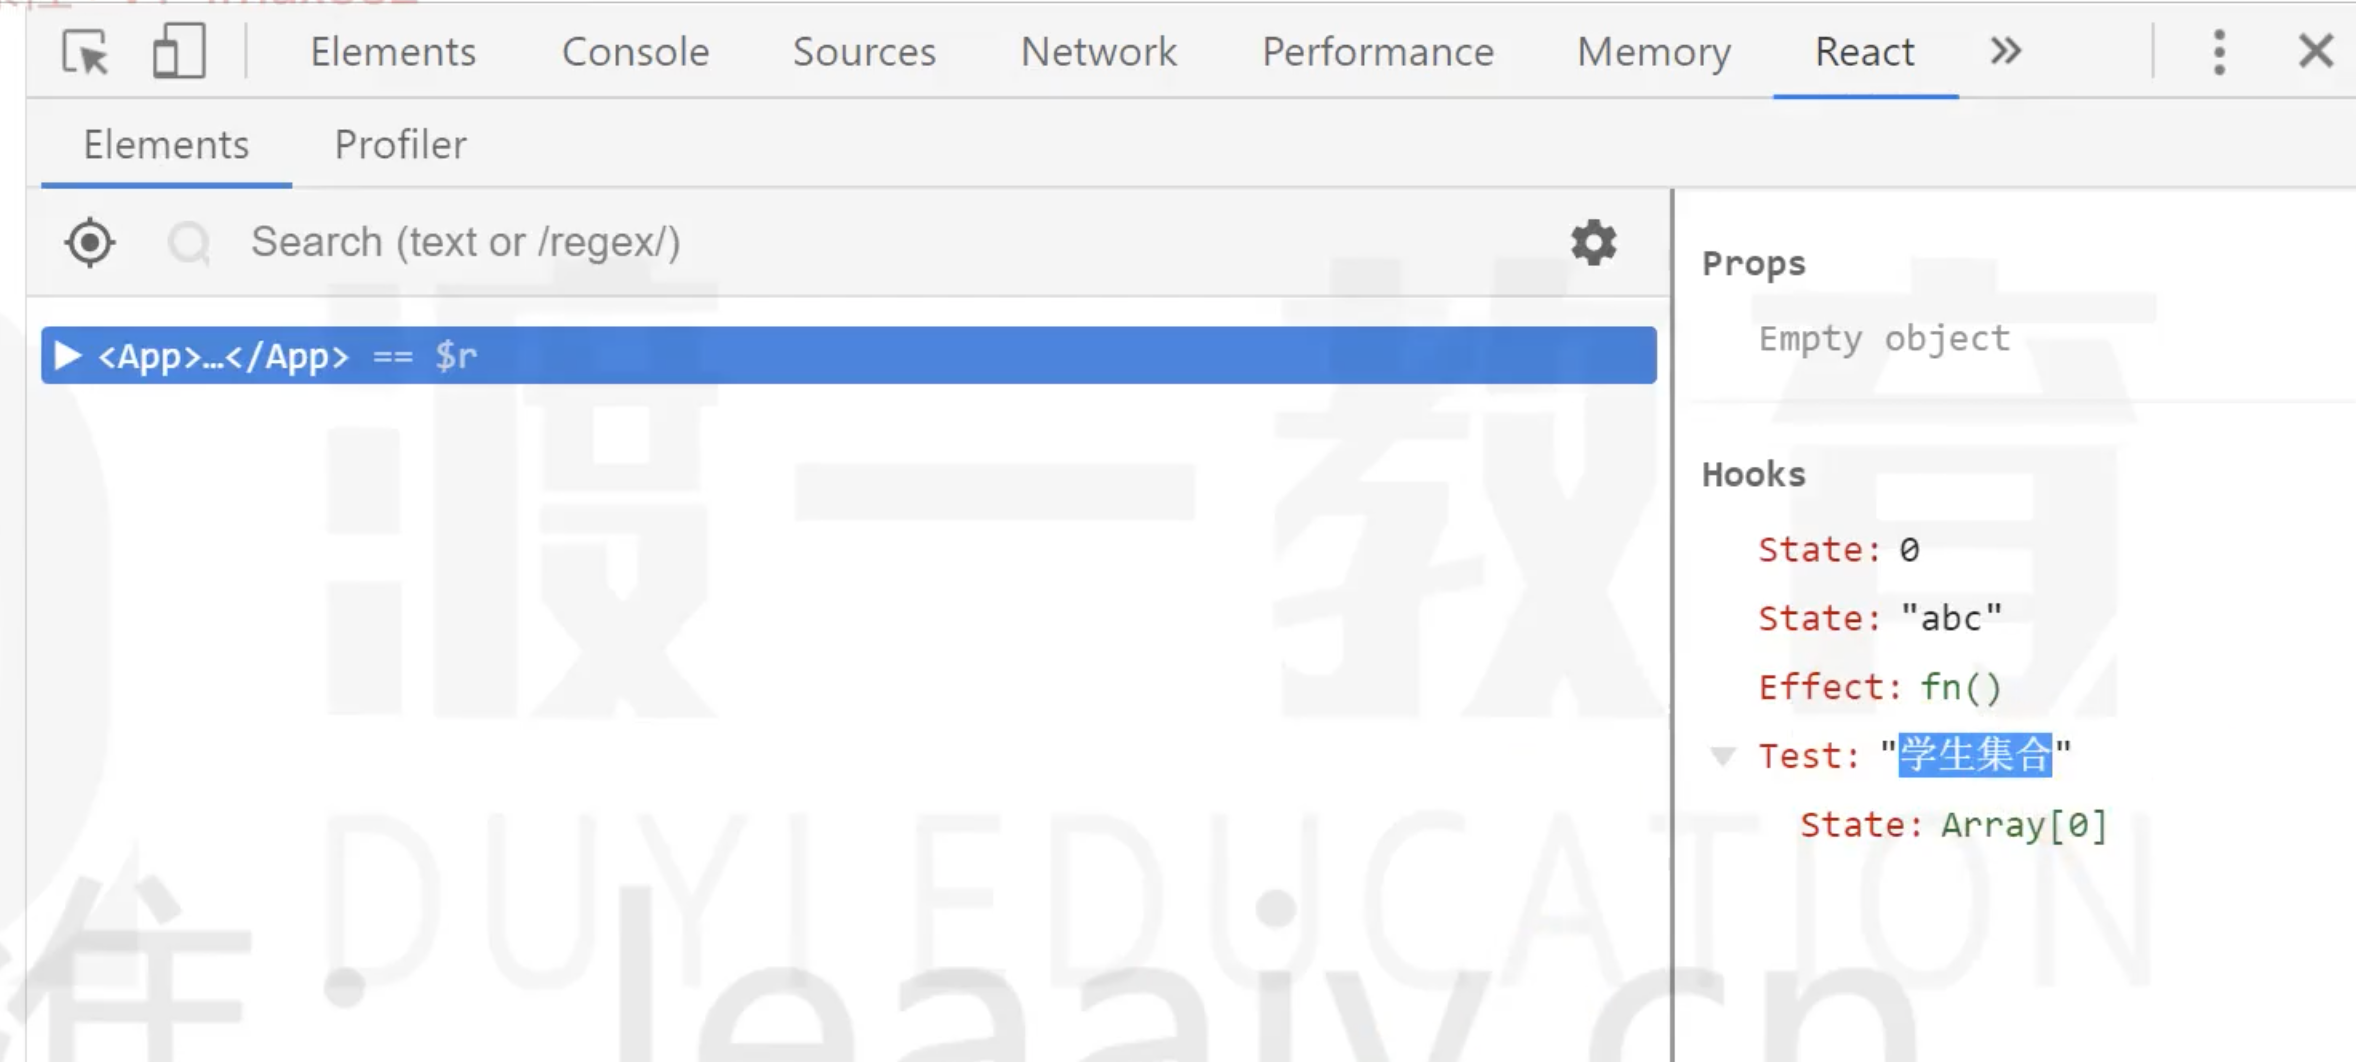 Elements Console Sources Network Performance Memory React
Elements Profiler
Search (text or /regex/)
<App>…</App> == $r
Props
Empty object
Hooks
State: 0
State: "abc"
Effect: fn()
Test: "学生集合"
State: Array[0]
渡一教育
DUYI EDUCATION